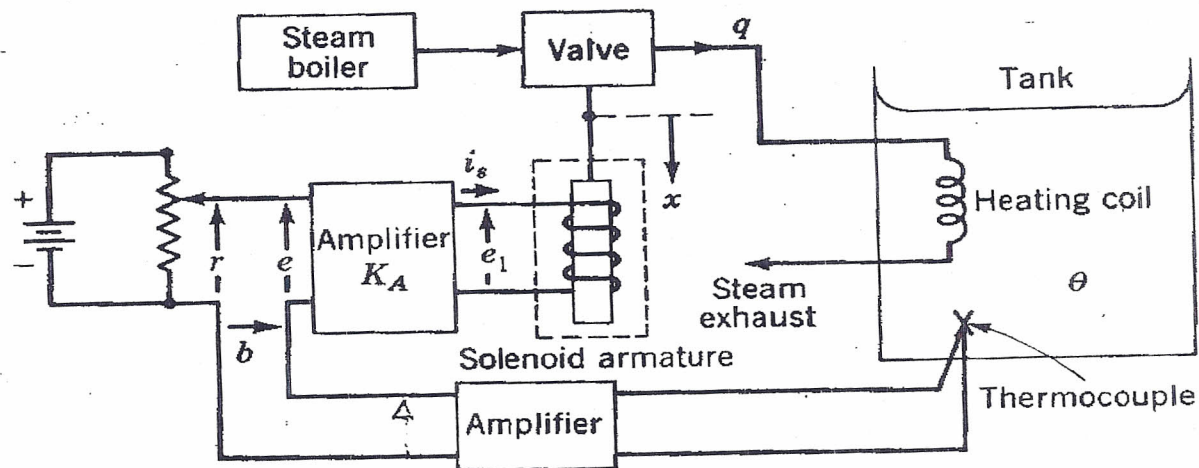 Steam
boiler
Valve
q
Tank
i_s
x
+
−
r
e
Amplifier
K_A
e_1
Heating coil
Steam
exhaust
θ
b
Solenoid armature
Thermocouple
Amplifier